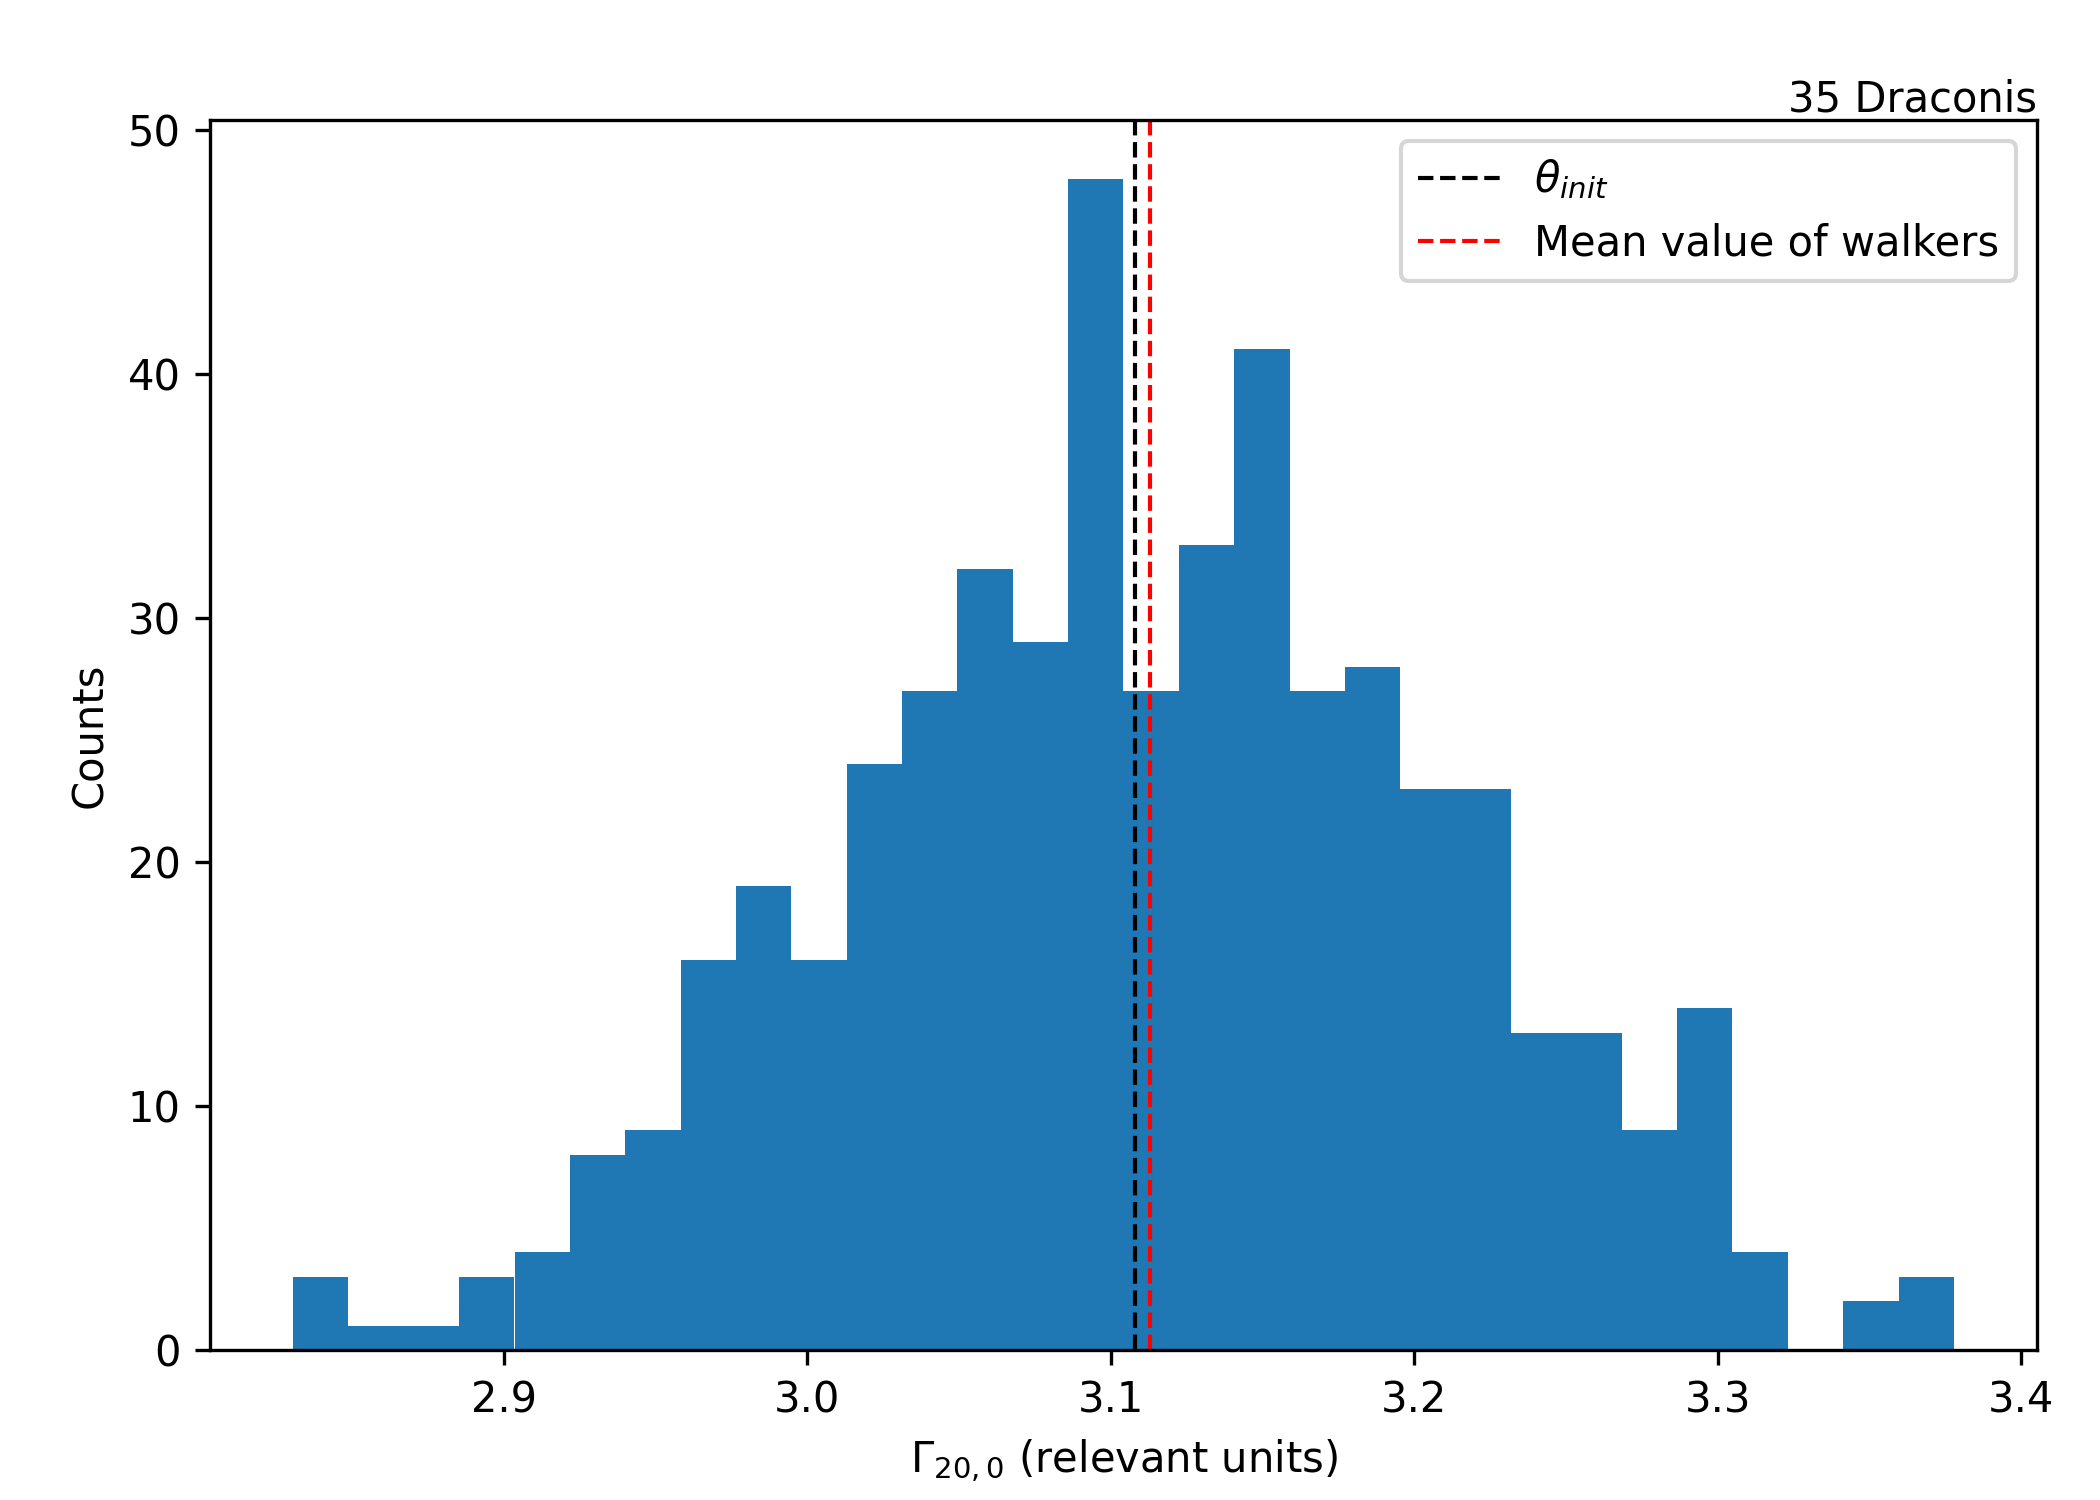 35 Draconis
50
40
30
20
10
0
Counts
θ_init
Mean value of walkers
2.9 3.0 3.1 3.2 3.3 3.4
Γ_20,0 (relevant units)